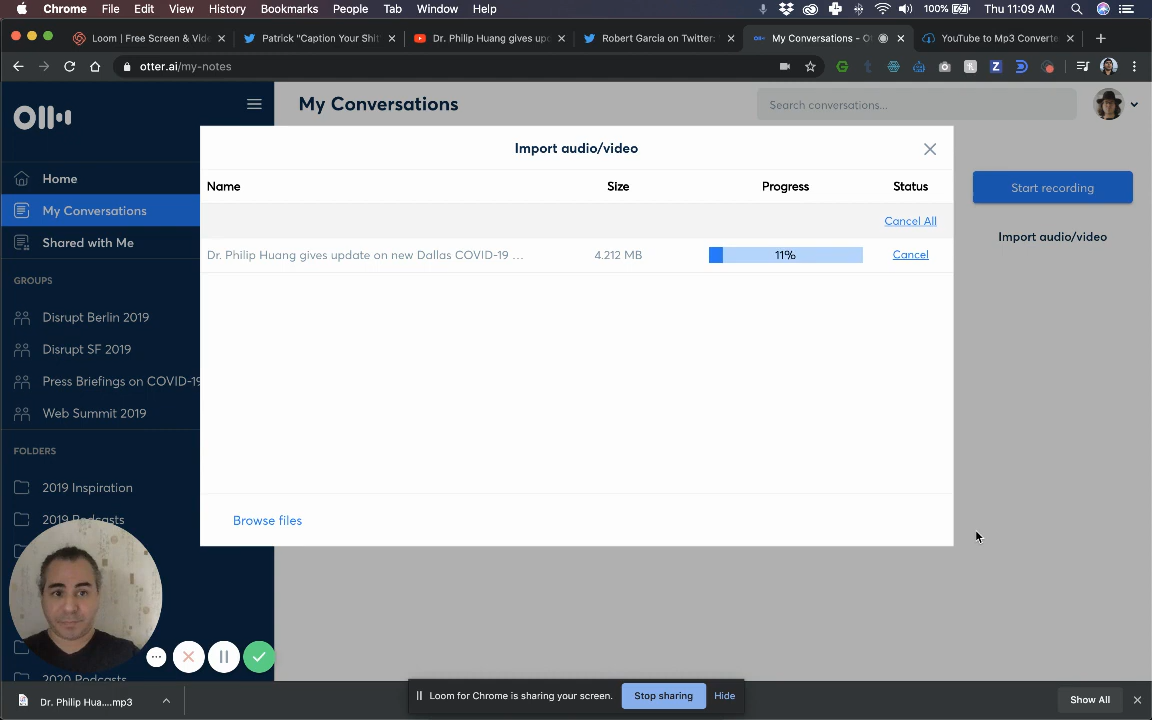 Chrome File Edit View History Bookmarks People Tab Window Help 100% Thu 11:09 AM
Loom | Free Screen & Vide
Patrick "Caption Your Shit
Dr. Philip Huang gives up
Robert Garcia on Twitter:
My Conversations - O
YouTube to Mp3 Converte
otter.ai/my-notes
My Conversations
Search conversations...
Import audio/video
Name Size Progress Status
Home
Start recording
My Conversations
Cancel All
Import audio/video
Shared with Me
Dr. Philip Huang gives update on new Dallas COVID-19 ... 4.212 MB 11% Cancel
GROUPS
Disrupt Berlin 2019
Disrupt SF 2019
Press Briefings on COVID-19
Web Summit 2019
FOLDERS
2019 Inspiration
2019 Podcasts
Browse files
2020 Podcasts
Loom for Chrome is sharing your screen. Stop sharing Hide
Dr. Philip Hua....mp3
Show All